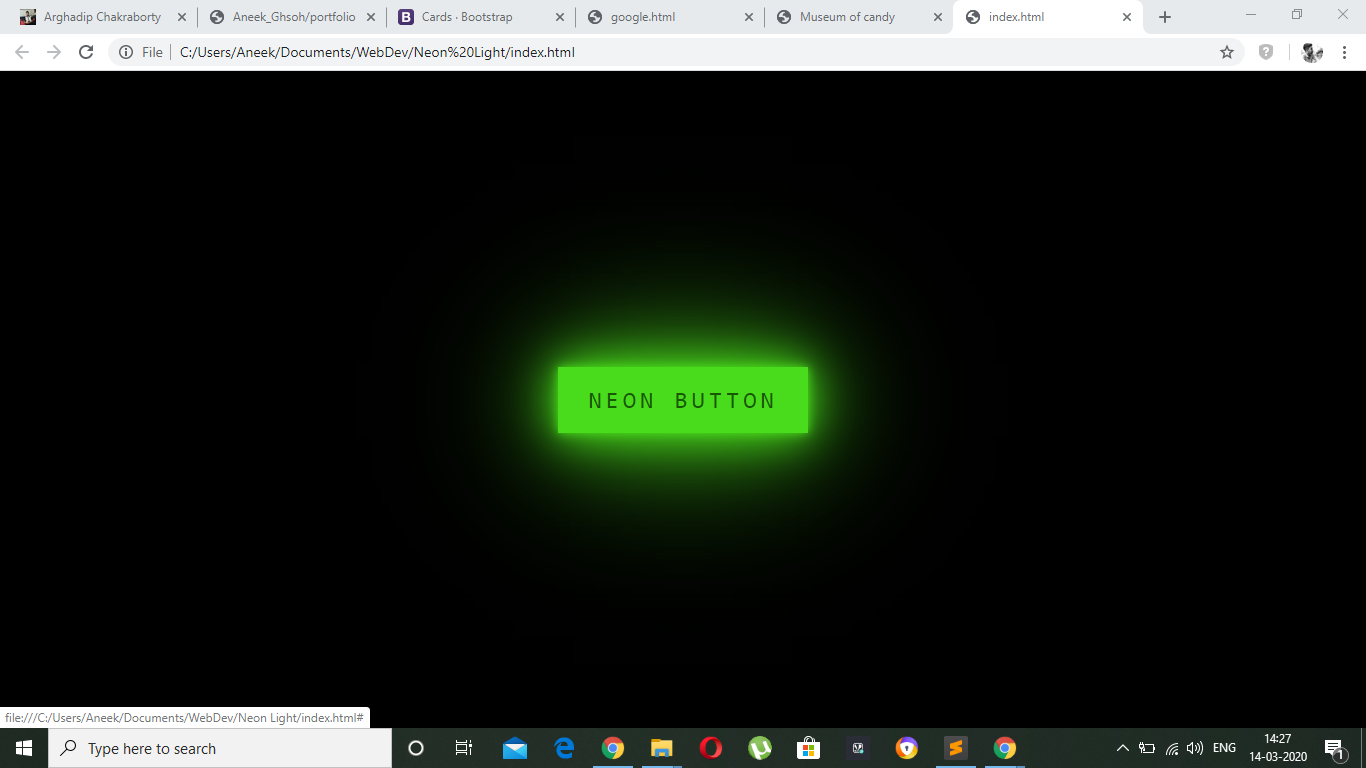 Arghadip Chakraborty
Aneek_Ghsoh/portfolio
Cards · Bootstrap
google.html
Museum of candy
index.html
File
C:/Users/Aneek/Documents/WebDev/Neon%20Light/index.html
NEON BUTTON
file:///C:/Users/Aneek/Documents/WebDev/Neon Light/index.html#
Type here to search
ENG
14:27
14-03-2020
1